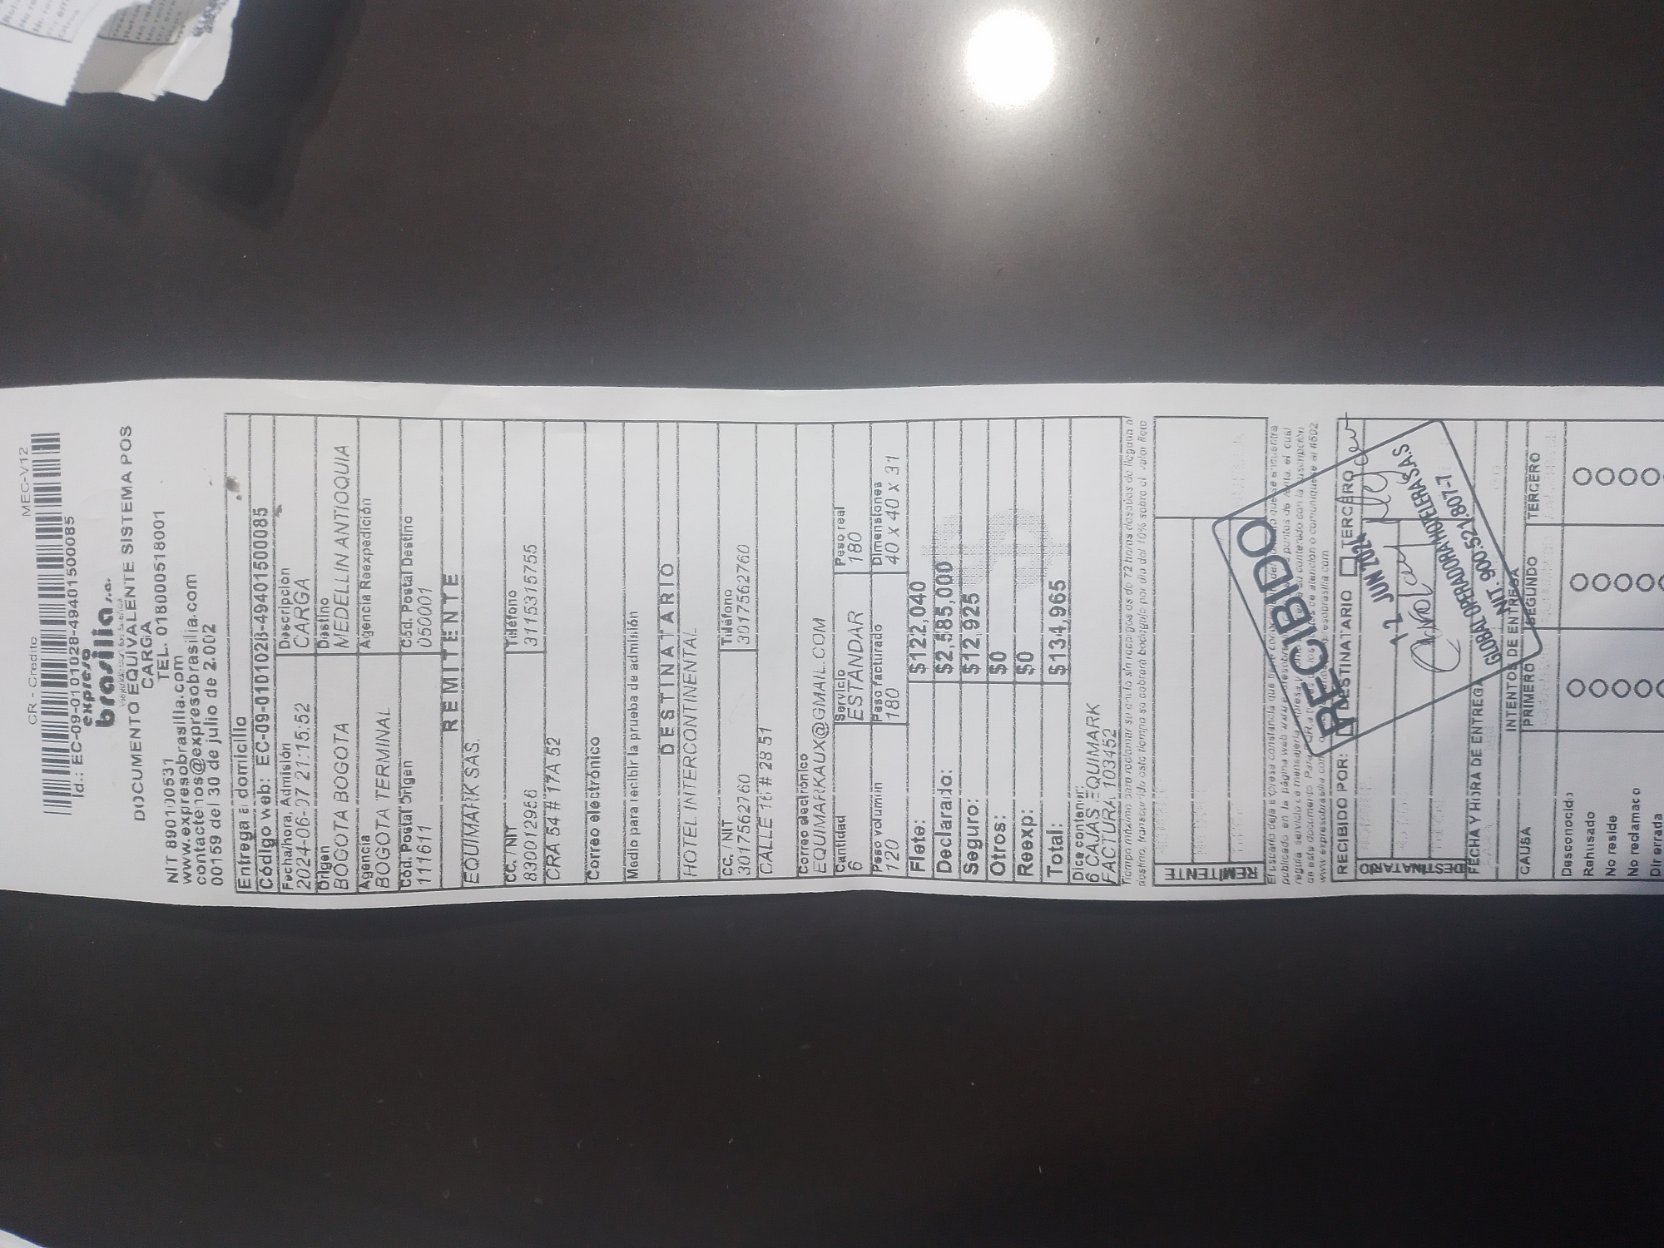 CR - Credito MEC-V12
Id.: EC-09-0101028-49401500085
expreso
brasilia s.a.
DOCUMENTO EQUIVALENTE SISTEMA POS
CARGA
TEL. 018000518001
NIT 890100531
www.expresobrasilia.com
contactenos@expresobrasilia.com
00159 del 30 de julio de 2.002
Entrega a domicilio
Código web: EC-09-0101028-49401500085
Fecha/hora. Admisión Descripción
2024-06-07 21:15:52 CARGA
Origen Destino
BOGOTA BOGOTA MEDELLIN ANTIOQUIA
Agencia Agencia Reexpedición
BOGOTA TERMINAL
Cód. Postal Origen Cód. Postal Destino
111611 050001
REMITENTE
EQUIMARK SAS.
CC. / NIT Teléfono
830012966 3115315755
CRA 54 # 17A 52
Correo electrónico
Medio para recibir la prueba de admisión
DESTINATARIO
HOTEL INTERCONTINENTAL
CC. / NIT Teléfono
3017562760 3017562760
CALLE 16 # 28 51
Correo electrónico
EQUIMARKAUX@GMAIL.COM
Cantidad Servicio Peso real
6 ESTANDAR 180
Peso volumen Peso facturado Dimensiones
120 180 40 x 40 x 31
Flete: $122,040
Declarado: $2,585,000
Seguro: $12,925
Otros: $0
Reexp: $0
Total: $134,965
Dice contener:
6 CAJAS EQUIMARK
FACTURA 103452
REMITENTE
RECIBIDO POR: DESTINATARIO TERCERO
RECIBIDO
12 JUN 2024
GLOBAL OPERADORA HOTELERA S.A.S
NIT. 900.521.807-7
DESTINATARIO
FECHA Y HORA DE ENTREGA
INTENTOS DE ENTREGA
CAUSA PRIMERO SEGUNDO TERCERO
Desconocido
Rehusado
No reside
No reclamaco
Dir errada